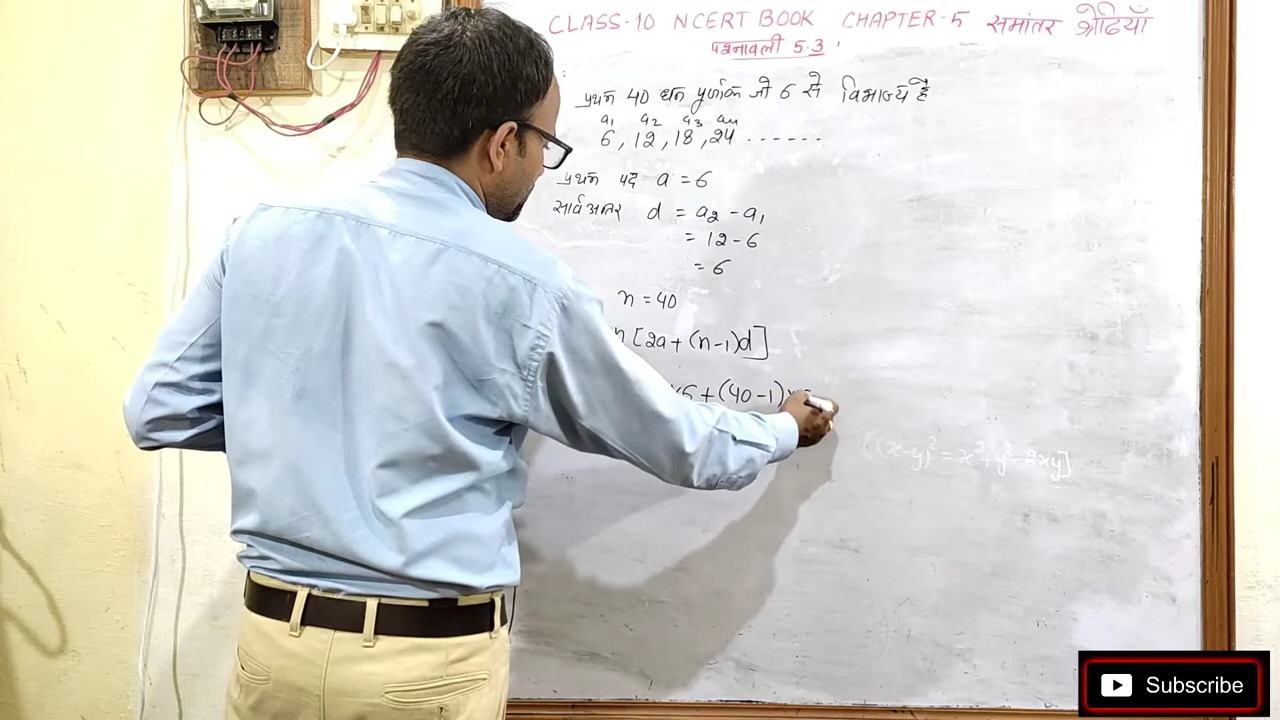 CLASS-10 NCERT BOOK CHAPTER-5 समांतर श्रेढियाँ
प्रश्नावली 5.3
प्रथम 40 धन पूर्णांक जो 6 से विभाज्य है
a1 a2 a3 a4
6, 12, 18, 24 ------
प्रथम पद a = 6
सार्वअन्तर d = a2 - a1
= 12 - 6
= 6
n = 40
n [2a + (n-1)d]
6 + (40-1)×
((x-y)² = x²+y²-2xy]
Subscribe